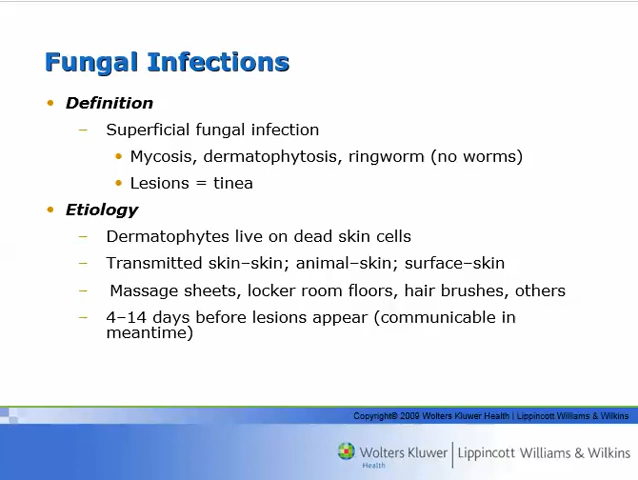 Fungal Infections
• Definition
– Superficial fungal infection
• Mycosis, dermatophytosis, ringworm (no worms)
• Lesions = tinea
• Etiology
– Dermatophytes live on dead skin cells
– Transmitted skin–skin; animal–skin; surface–skin
– Massage sheets, locker room floors, hair brushes, others
– 4–14 days before lesions appear (communicable in
meantime)
Copyright© 2009 Wolters Kluwer Health | Lippincott Williams & Wilkins
Wolters Kluwer | Lippincott Williams & Wilkins
Health